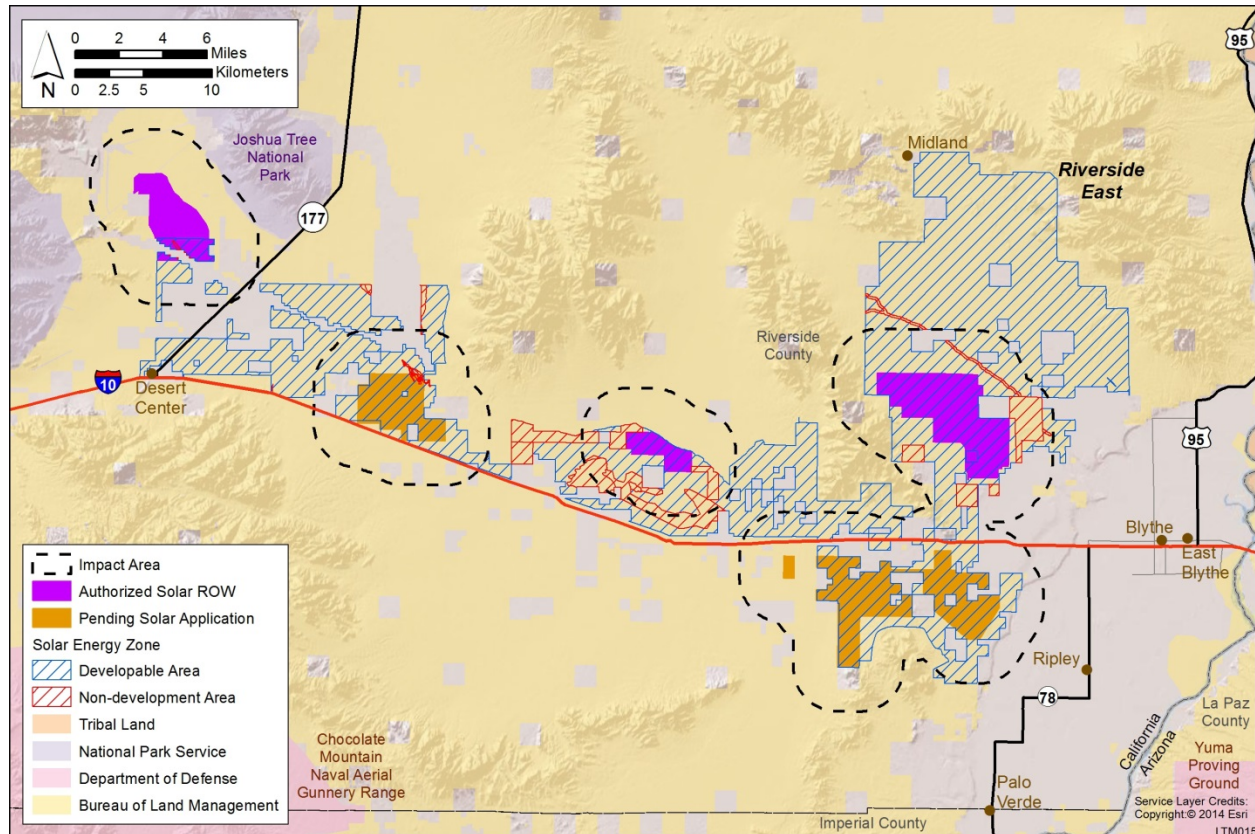 0 2 4 6
Miles
Kilometers
0 2.5 5 10
N
95
Joshua Tree
National
Park
177
Midland
Riverside
East
Riverside
County
10
Desert
Center
95
Blythe
East
Blythe
Impact Area
Authorized Solar ROW
Pending Solar Application
Solar Energy Zone
Developable Area
Non-development Area
Tribal Land
National Park Service
Department of Defense
Bureau of Land Management
Ripley
78
La Paz
County
California
Arizona
Chocolate
Mountain
Naval Aerial
Gunnery Range
Yuma
Proving
Ground
Palo
Verde
Imperial County
Service Layer Credits:
Copyright:© 2014 Esri
LTM015